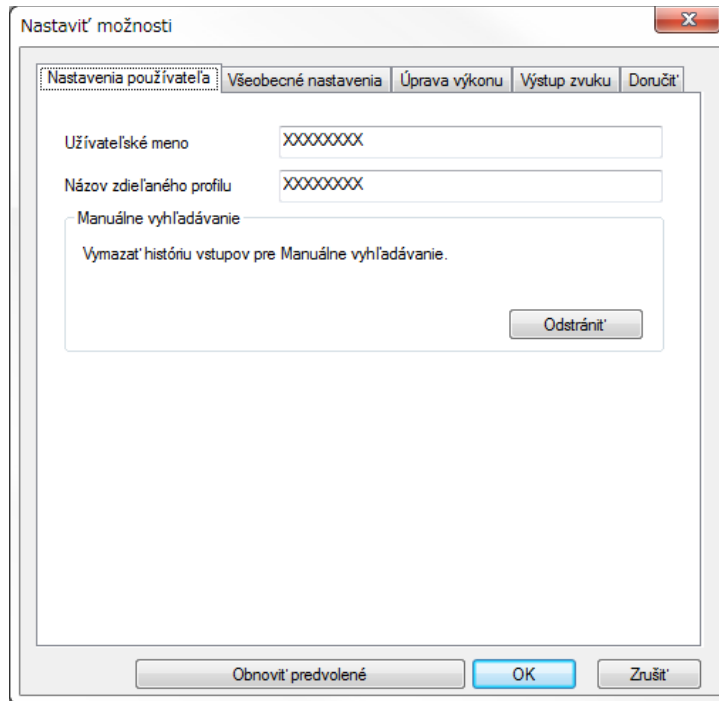 Nastaviť možnosti
Nastavenia používateľa Všeobecné nastavenia Úprava výkonu Výstup zvuku Doručiť
Užívateľské meno XXXXXXXX
Názov zdieľaného profilu XXXXXXXX
Manuálne vyhľadávanie
Vymazať históriu vstupov pre Manuálne vyhľadávanie.
Odstrániť
Obnoviť predvolené OK Zrušiť